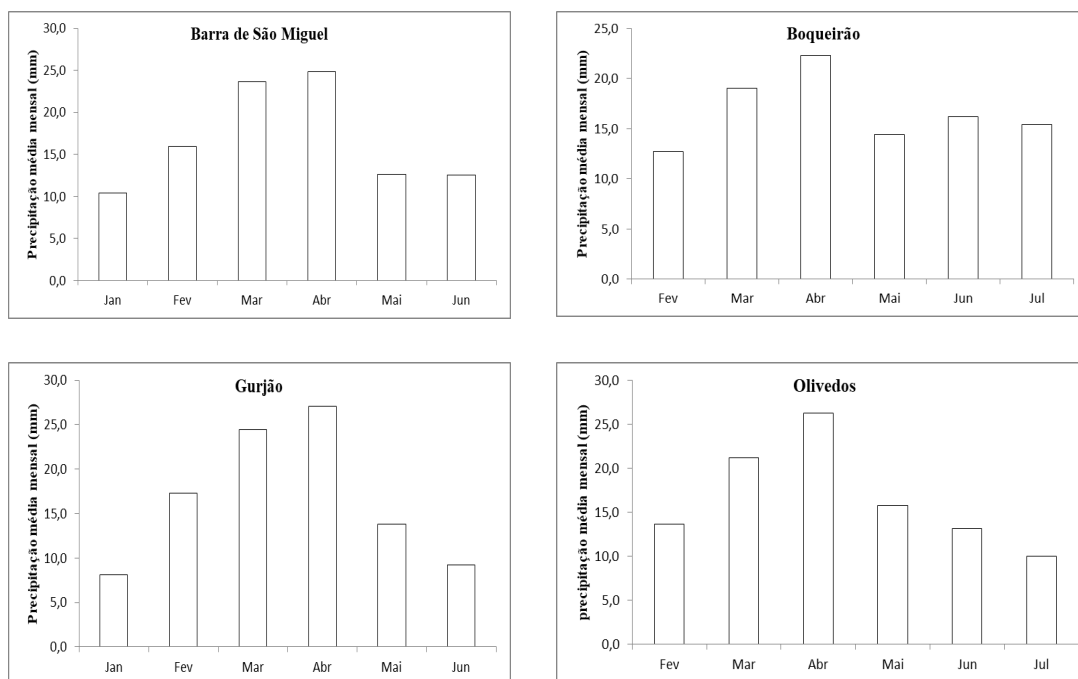 Barra de São Miguel
Precipitação média mensal (mm)
30,0
25,0
20,0
15,0
10,0
5,0
0,0
Jan Fev Mar Abr Mai Jun
Boqueirão
Precipitação média mensal (mm)
25,0
20,0
15,0
10,0
5,0
0,0
Fev Mar Abr Mai Jun Jul
Gurjão
Precipitação média mensal (mm)
30,0
25,0
20,0
15,0
10,0
5,0
0,0
Jan Fev Mar Abr Mai Jun
Olivedos
precipitação média mensal (mm)
30,0
25,0
20,0
15,0
10,0
5,0
0,0
Fev Mar Abr Mai Jun Jul